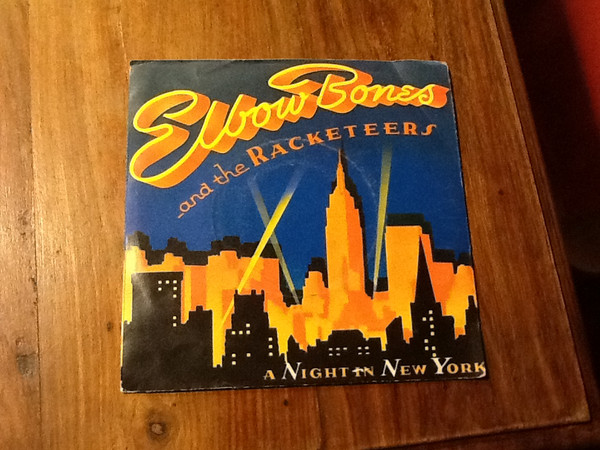 Elbow Bones
and the RACKETEERS
A NIGHT IN NEW YORK